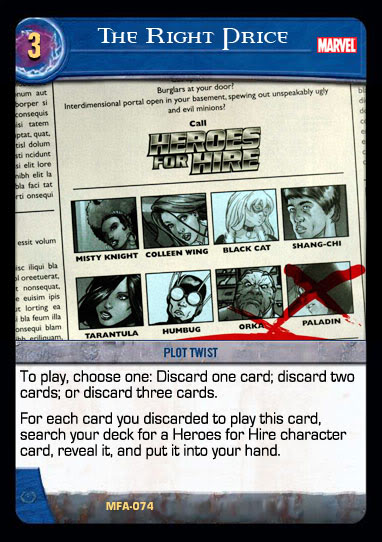 3
THE RIGHT PRICE
MARVEL
Burglars at your door?
Interdimensional portal open in your basement, spewing out unspeakably ugly
and evil minions?
Call
HEROES
FOR HIRE
MISTY KNIGHT COLLEEN WING BLACK CAT SHANG-CHI
TARANTULA HUMBUG ORKA PALADIN
PLOT TWIST
To play, choose one: Discard one card; discard two
cards; or discard three cards.
For each card you discarded to play this card,
search your deck for a Heroes for Hire character
card, reveal it, and put it into your hand.
MFA-074